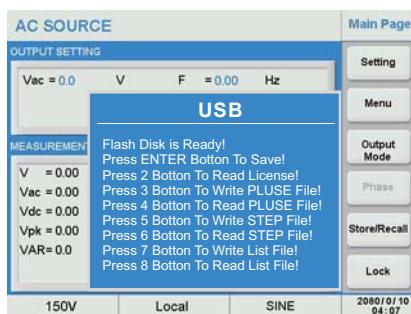 AC SOURCE
Main Page
OUTPUT SETTING
Vac = 0.0 V F = 0.00 Hz
Setting
Menu
Output
Mode
Phase
Store/Recall
Lock
USB
Flash Disk is Ready!
Press ENTER Botton To Save!
Press 2 Botton To Read License!
Press 3 Botton To Write PLUSE File!
Press 4 Botton To Read PLUSE File!
Press 5 Botton To Write STEP File!
Press 6 Botton To Read STEP File!
Press 7 Botton To Write List File!
Press 8 Botton To Read List File!
MEASUREMEN
V = 0.00
Vac = 0.00
Vdc = 0.00
Vpk = 0.00
VAR= 0.0
150V Local SINE
2080/0/10
04:07